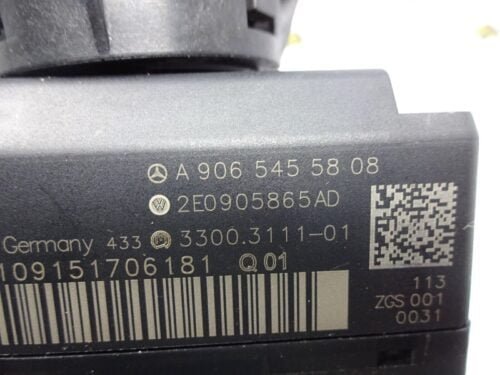 A 906 545 58 08
2E0905865AD
Germany 433 3300.3111-01
109151706181 Q01
113
ZGS 001
0031